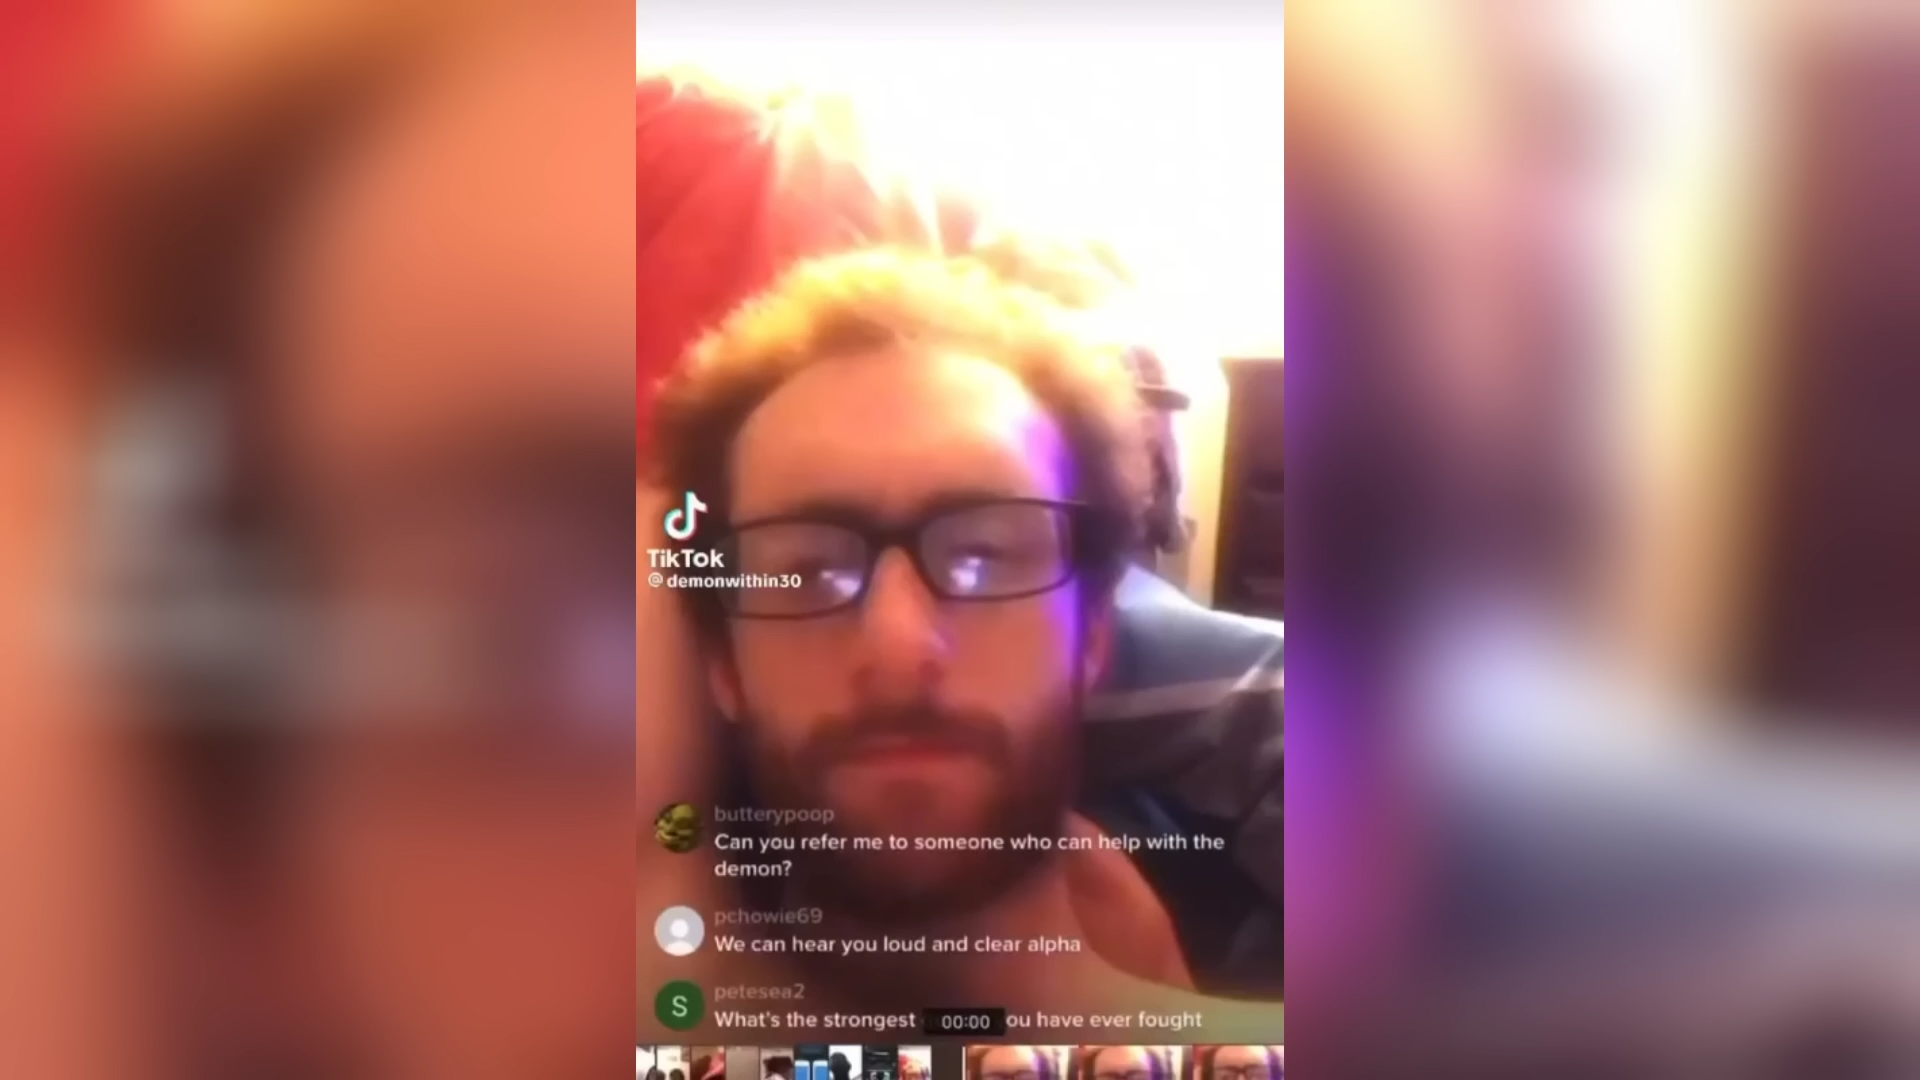 TikTok
@demonwithin30
butterypoop
Can you refer me to someone who can help with the
demon?
pchowie69
We can hear you loud and clear alpha
petesea2
S
What's the strongest 00:00 ou have ever fought